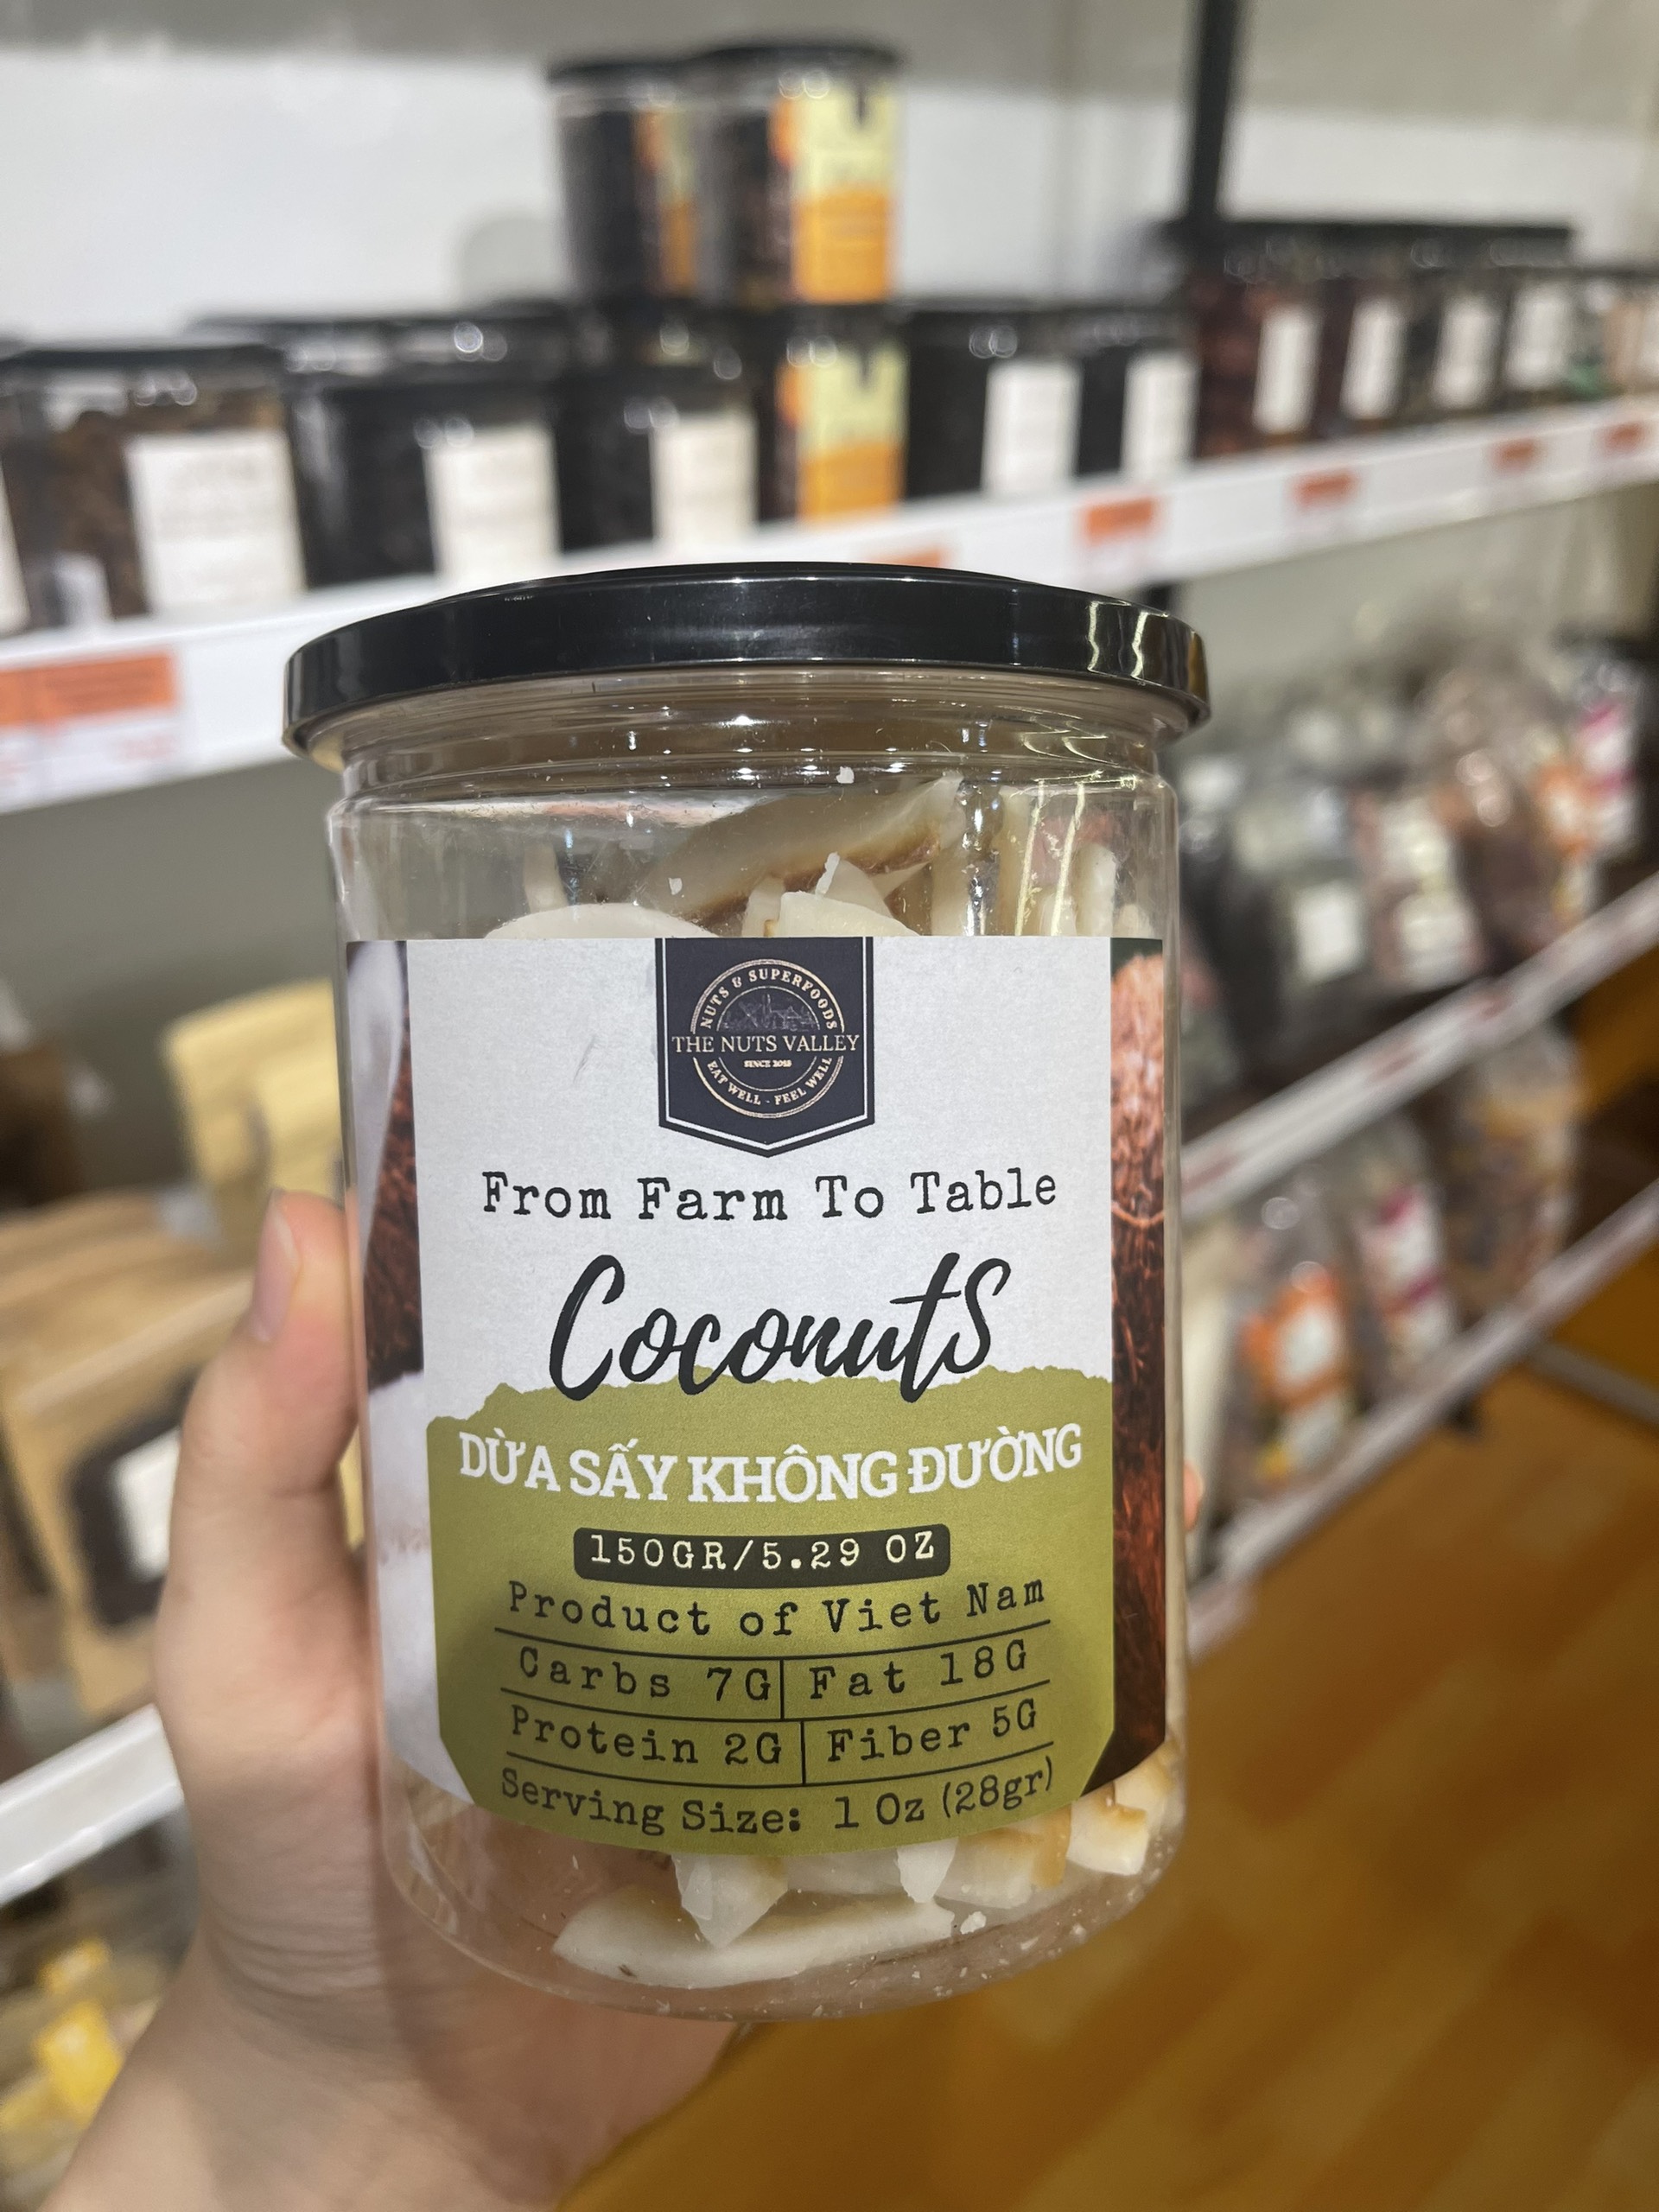 NUTS & SUPERFOODS
THE NUTS VALLEY
SINCE 2018
EAT WELL - FEEL WELL
From Farm To Table
Coconuts
DỪA SẤY KHÔNG ĐƯỜNG
150GR/5.29 OZ
Product of Viet Nam
Carbs 7G Fat 18G
Protein 2G Fiber 5G
Serving Size: 1 Oz (28gr)